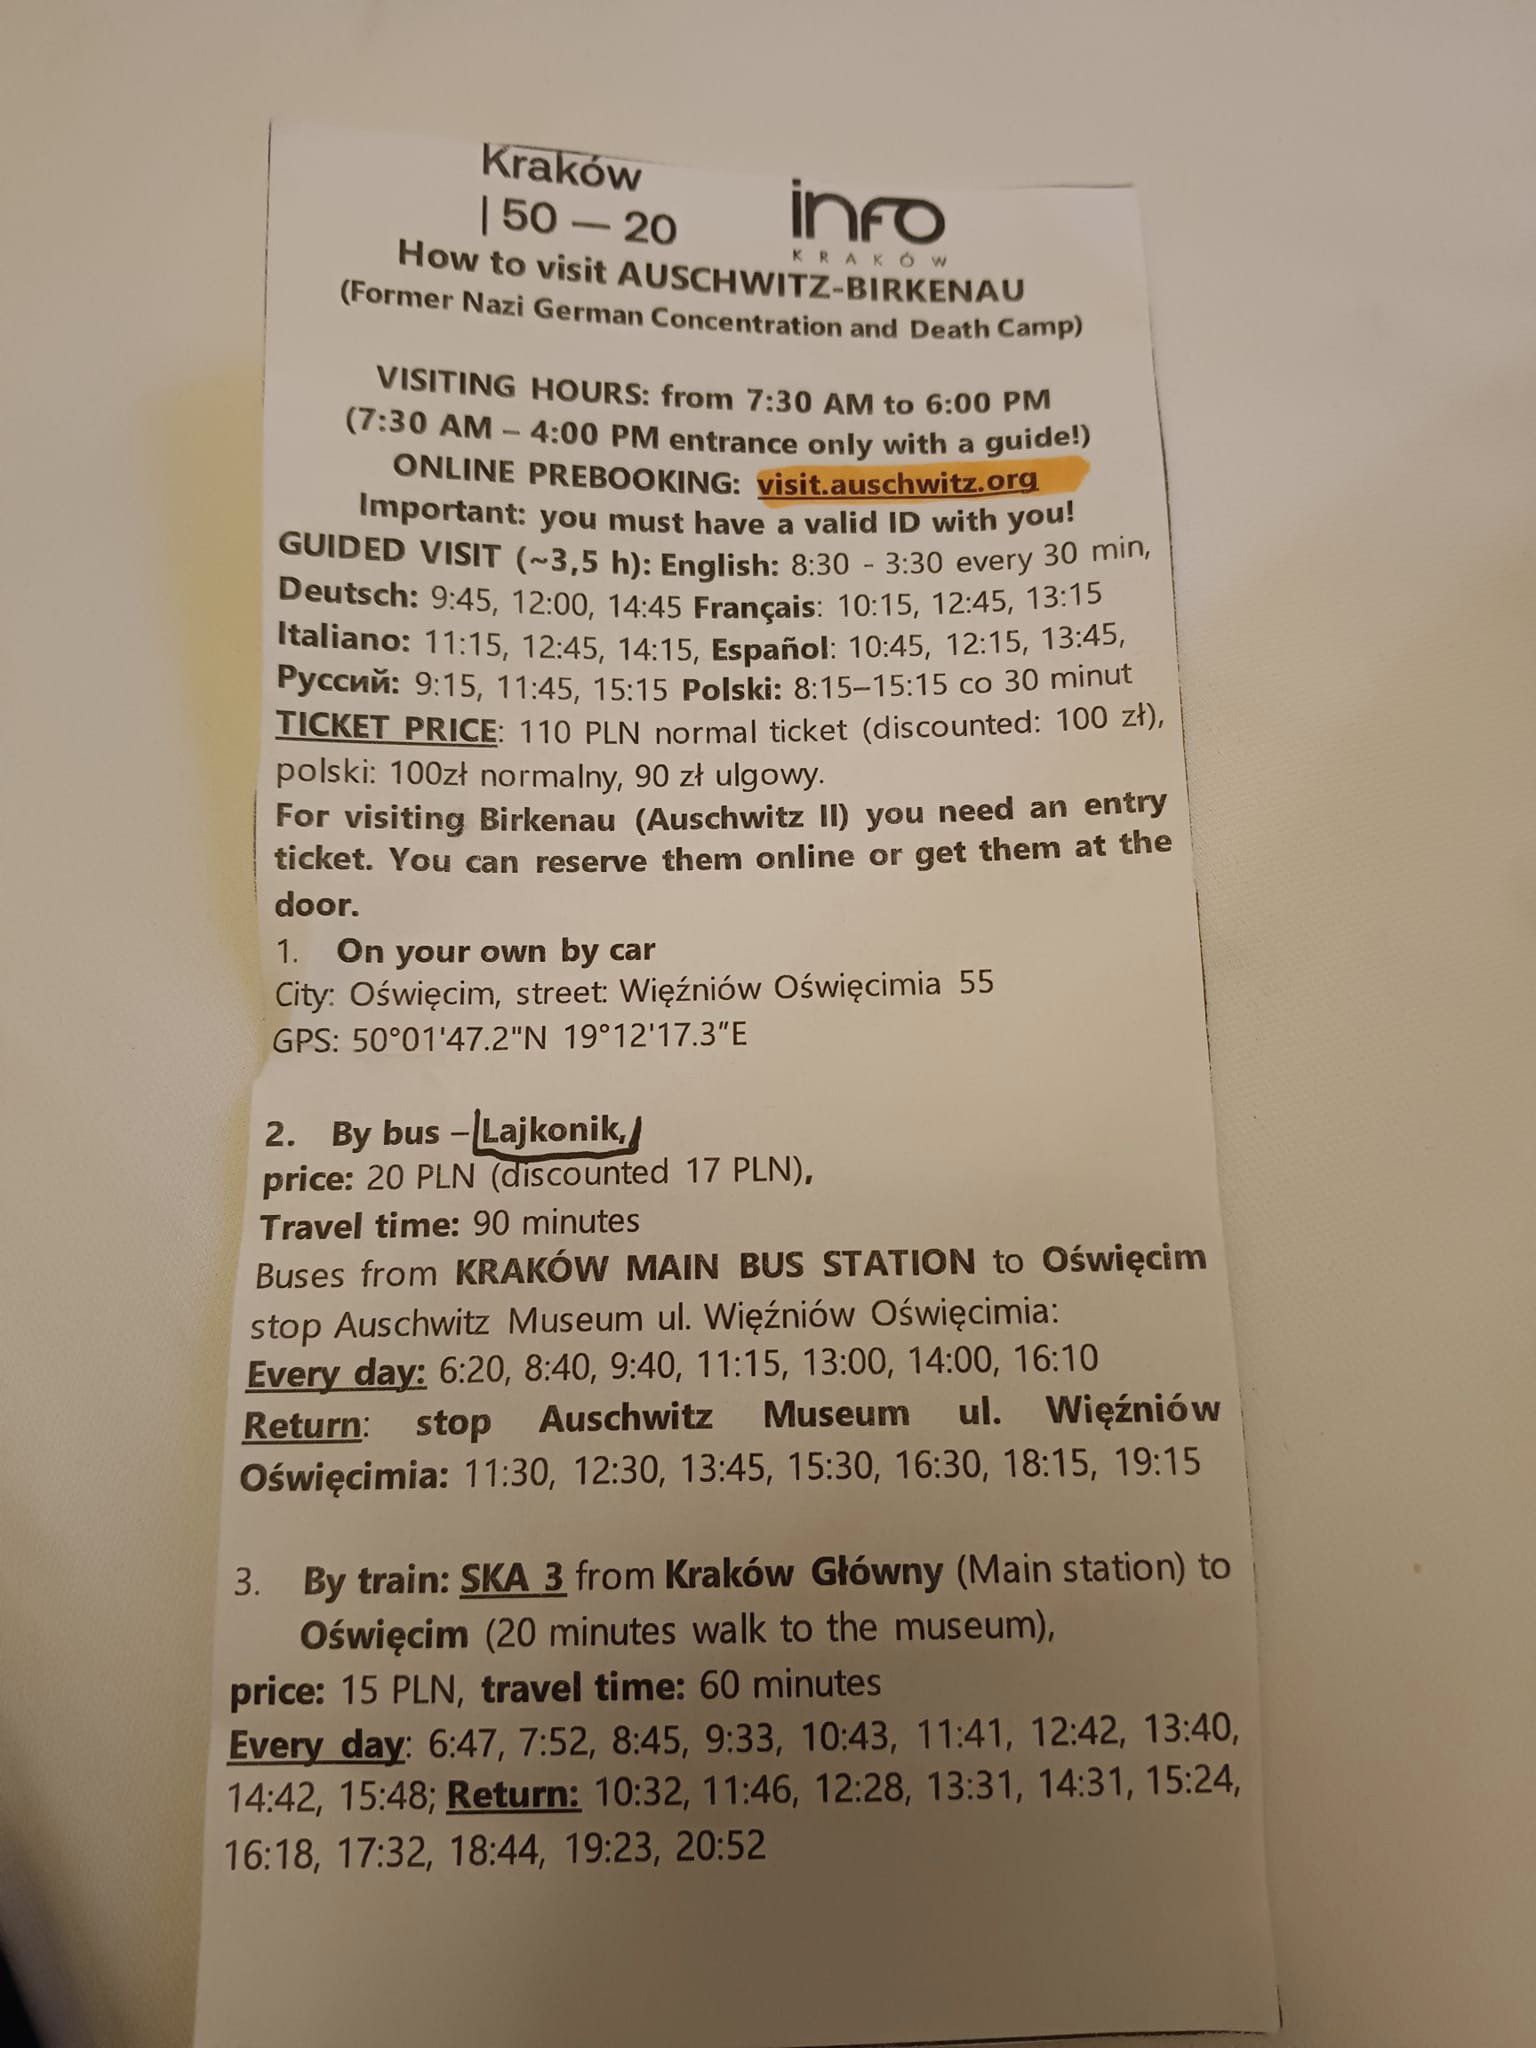 Kraków
| 50 — 20
info
KRAKÓW
How to visit AUSCHWITZ-BIRKENAU
(Former Nazi German Concentration and Death Camp)
VISITING HOURS: from 7:30 AM to 6:00 PM
(7:30 AM – 4:00 PM entrance only with a guide!)
ONLINE PREBOOKING: visit.auschwitz.org
Important: you must have a valid ID with you!
GUIDED VISIT (~3,5 h): English: 8:30 - 3:30 every 30 min,
Deutsch: 9:45, 12:00, 14:45 Français: 10:15, 12:45, 13:15
Italiano: 11:15, 12:45, 14:15, Español: 10:45, 12:15, 13:45,
Руссий: 9:15, 11:45, 15:15 Polski: 8:15–15:15 co 30 minut
TICKET PRICE: 110 PLN normal ticket (discounted: 100 zł),
polski: 100zł normalny, 90 zł ulgowy.
For visiting Birkenau (Auschwitz II) you need an entry
ticket. You can reserve them online or get them at the
door.
1. On your own by car
City: Oświęcim, street: Więźniów Oświęcimia 55
GPS: 50°01'47.2"N 19°12'17.3"E
2. By bus – Lajkonik,
price: 20 PLN (discounted 17 PLN),
Travel time: 90 minutes
Buses from KRAKÓW MAIN BUS STATION to Oświęcim
stop Auschwitz Museum ul. Więźniów Oświęcimia:
Every day: 6:20, 8:40, 9:40, 11:15, 13:00, 14:00, 16:10
Return: stop Auschwitz Museum ul. Więźniów
Oświęcimia: 11:30, 12:30, 13:45, 15:30, 16:30, 18:15, 19:15
3. By train: SKA 3 from Kraków Główny (Main station) to
Oświęcim (20 minutes walk to the museum),
price: 15 PLN, travel time: 60 minutes
Every day: 6:47, 7:52, 8:45, 9:33, 10:43, 11:41, 12:42, 13:40,
14:42, 15:48; Return: 10:32, 11:46, 12:28, 13:31, 14:31, 15:24,
16:18, 17:32, 18:44, 19:23, 20:52